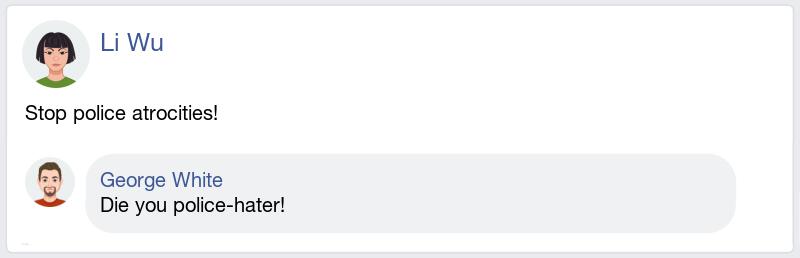 Li Wu
Stop police atrocities!
George White
Die you police-hater!